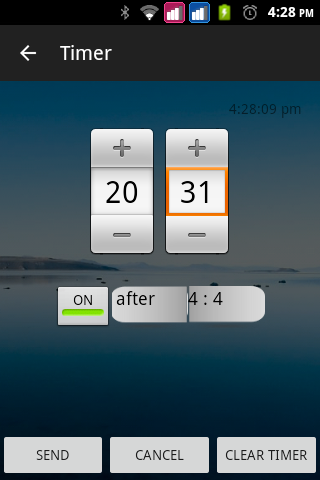 4:28 PM
Timer
4:28:09 pm
+ +
20 31
- -
ON after 4 : 4
SEND CANCEL CLEAR TIMER